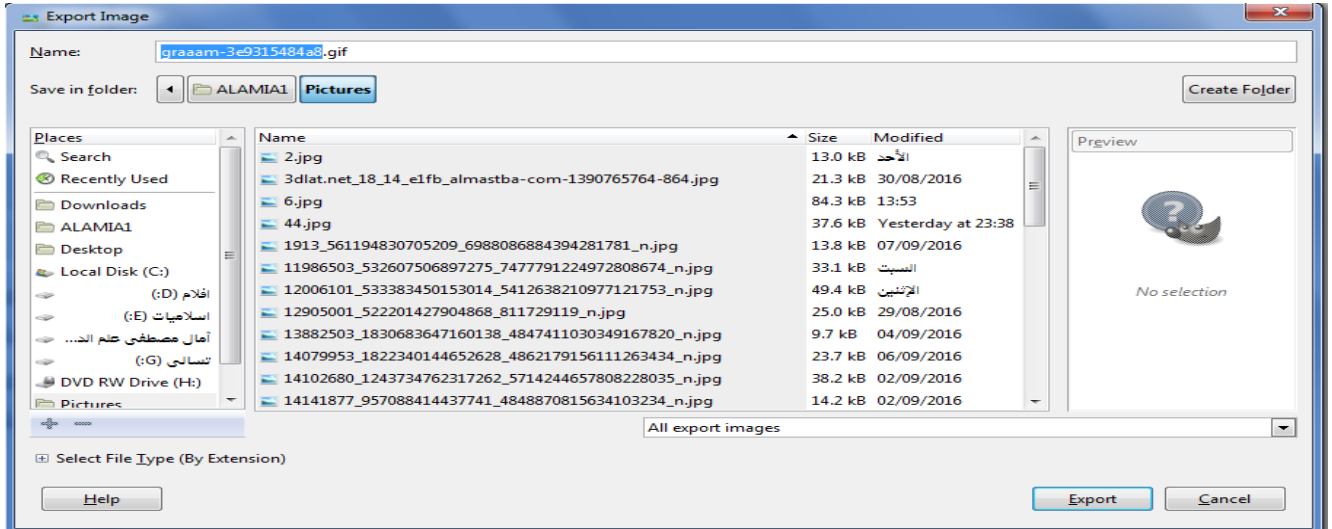 Export Image
Name: graaam-3e9315484a8.gif
Save in folder: ALAMIA1 Pictures Create Folder
Places
Search
Recently Used
Downloads
ALAMIA1
Desktop
Local Disk (C:)
افلام (D:)
اسلاميات (E:)
آمال مصطفى علم الد...
تسالى (G:)
DVD RW Drive (H:)
Pictures
Name Size Modified
2.jpg 13.0 kB الأحد
3dlat.net_18_14_e1fb_almastba-com-1390765764-864.jpg 21.3 kB 30/08/2016
6.jpg 84.3 kB 13:53
44.jpg 37.6 kB Yesterday at 23:38
1913_561194830705209_6988086884394281781_n.jpg 13.8 kB 07/09/2016
11986503_532607506897275_7477791224972808674_n.jpg 33.1 kB السبت
12006101_533383450153014_5412638210977121753_n.jpg 49.4 kB الإثنين
12905001_522201427904868_811729119_n.jpg 25.0 kB 29/08/2016
13882503_1830683647160138_4847411030349167820_n.jpg 9.7 kB 04/09/2016
14079953_1822340144652628_4862179156111263434_n.jpg 23.7 kB 06/09/2016
14102680_1243734762317262_5714244657808228035_n.jpg 38.2 kB 02/09/2016
14141877_957088414437741_4848870815634103234_n.jpg 14.2 kB 02/09/2016
Preview
No selection
All export images
Select File Type (By Extension)
Help Export Cancel